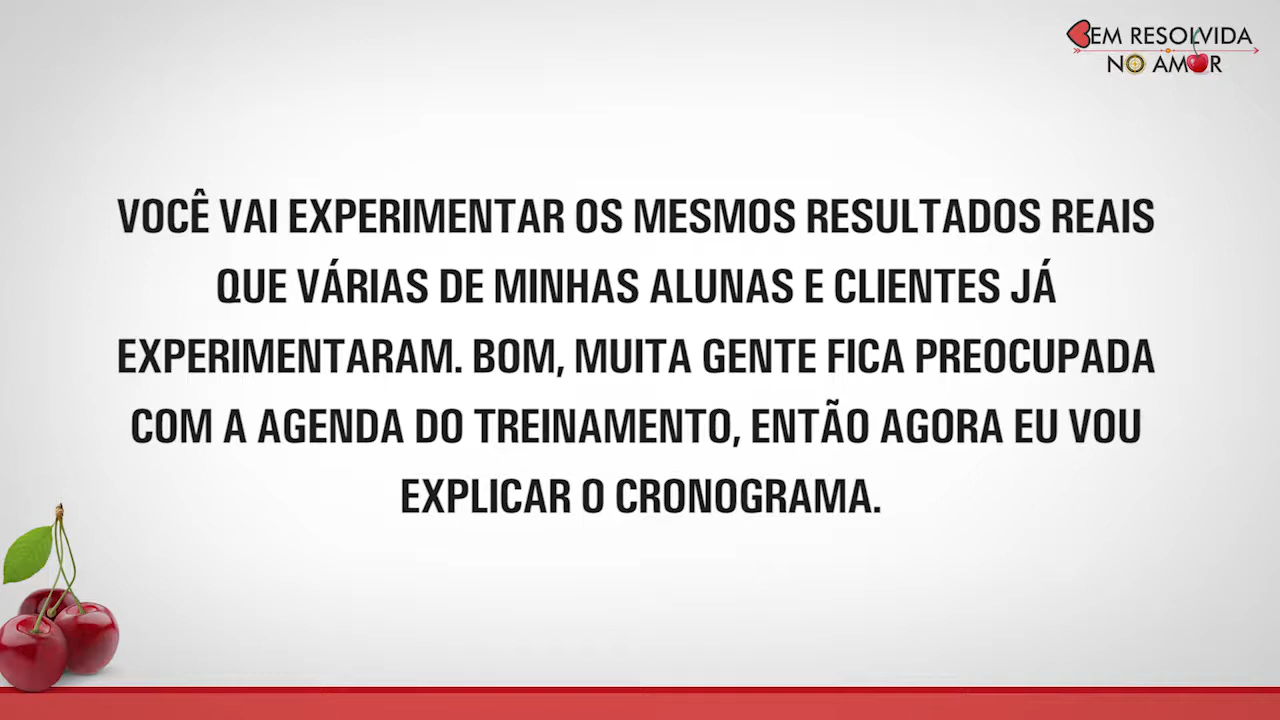 BEM RESOLVIDA
NO AMOR
VOCÊ VAI EXPERIMENTAR OS MESMOS RESULTADOS REAIS
QUE VÁRIAS DE MINHAS ALUNAS E CLIENTES JÁ
EXPERIMENTARAM. BOM, MUITA GENTE FICA PREOCUPADA
COM A AGENDA DO TREINAMENTO, ENTÃO AGORA EU VOU
EXPLICAR O CRONOGRAMA.